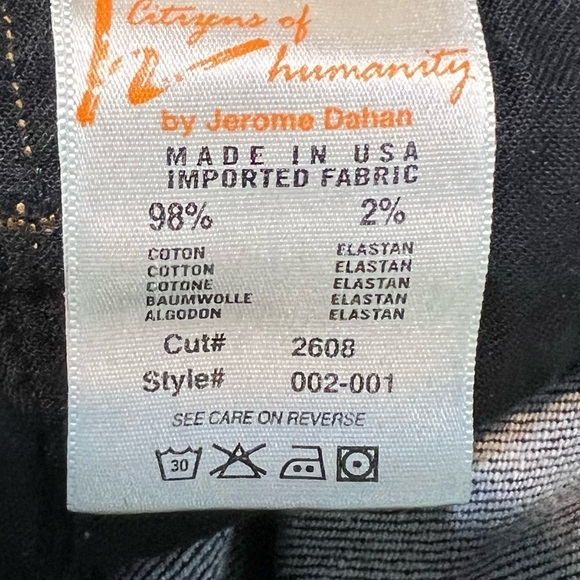 Citizens of
humanity
by Jerome Dahan
MADE IN USA
IMPORTED FABRIC
98% 2%
COTON ELASTAN
COTTON ELASTAN
COTONE ELASTAN
BAUMWOLLE ELASTAN
ALGODON ELASTAN
Cut# 2608
Style# 002-001
SEE CARE ON REVERSE
30